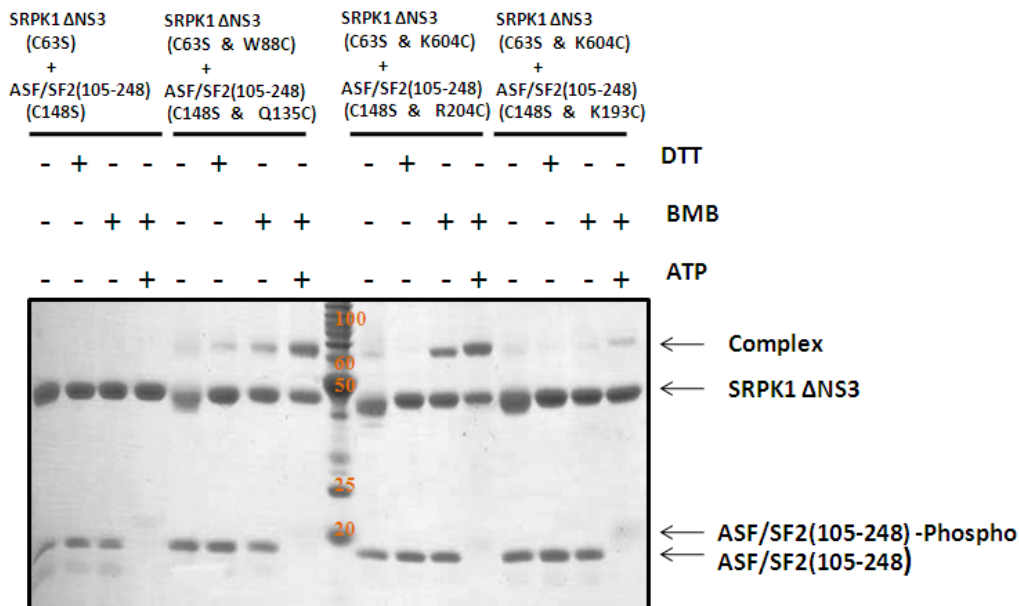 SRPK1 ΔNS3
(C63S)
+
ASF/SF2(105-248)
(C148S)
SRPK1 ΔNS3
(C63S & W88C)
+
ASF/SF2(105-248)
(C148S & Q135C)
SRPK1 ΔNS3
(C63S & K604C)
+
ASF/SF2(105-248)
(C148S & R204C)
SRPK1 ΔNS3
(C63S & K604C)
+
ASF/SF2(105-248)
(C148S & K193C)
- + - - - + - - - + - - - + - - DTT
- - + + - - + + - - + + - - + + BMB
- - - + - - - + - - - + - - - + ATP
100
60
50
25
20
Complex
SRPK1 ΔNS3
ASF/SF2(105-248) -Phospho
ASF/SF2(105-248)